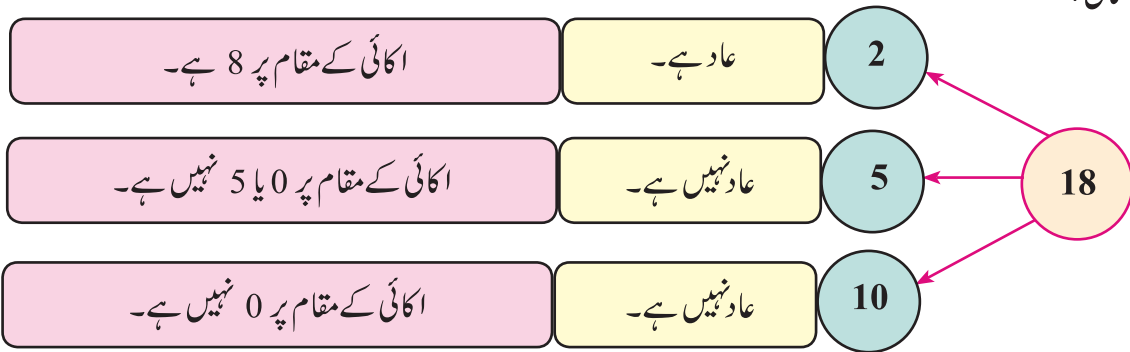 2 عاد ہے۔ اکائی کے مقام پر 8 ہے۔
18 5 عاد نہیں ہے۔ اکائی کے مقام پر 0 یا 5 نہیں ہے۔
10 عاد نہیں ہے۔ اکائی کے مقام پر 0 نہیں ہے۔